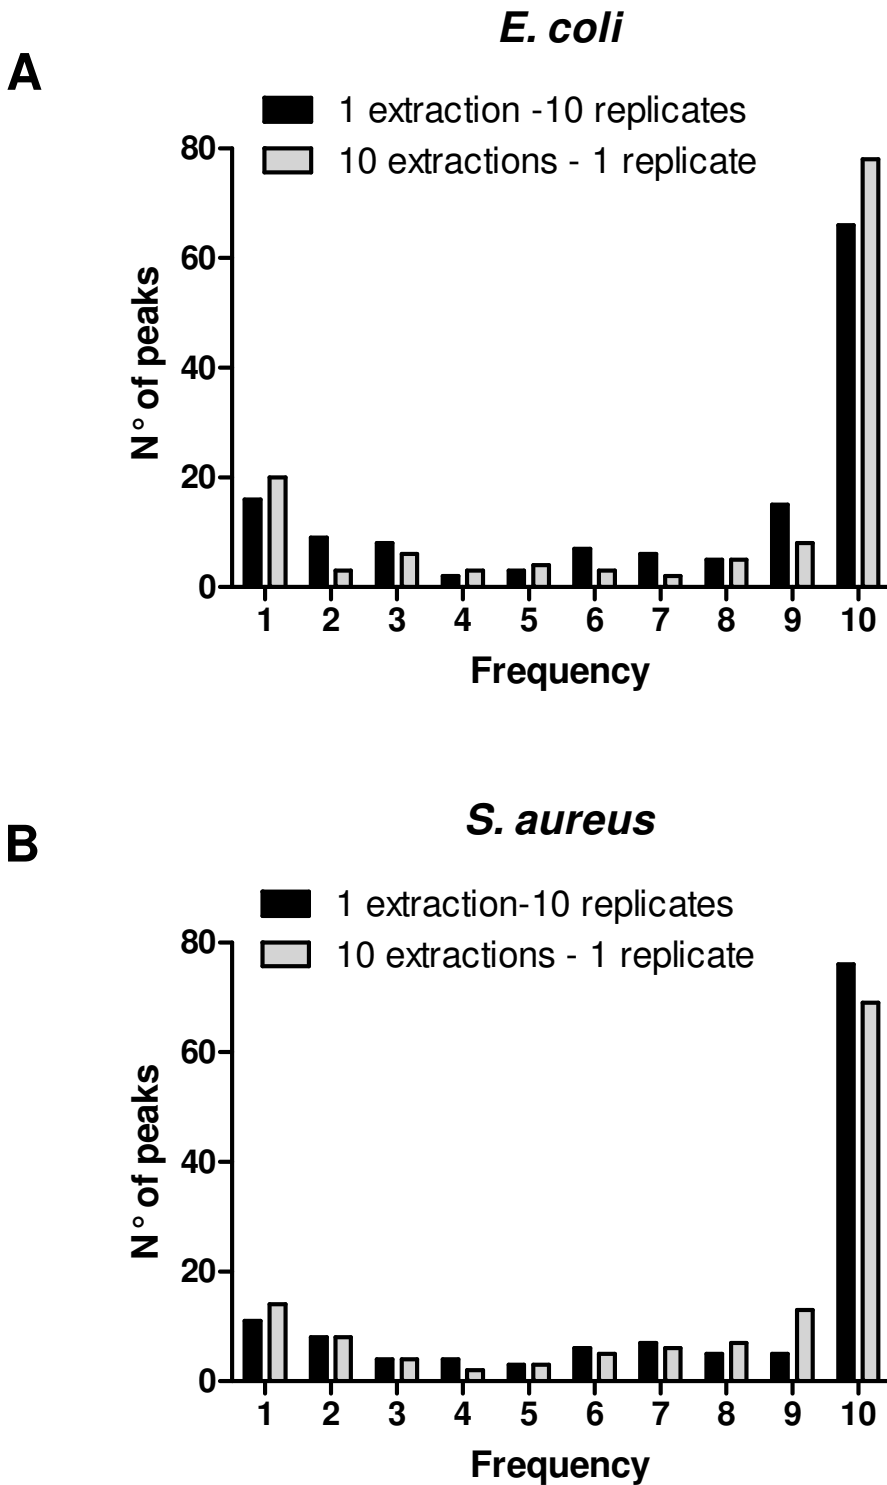 E. coli
A
1 extraction -10 replicates
10 extractions - 1 replicate
80
60
40
20
0
N° of peaks
1 2 3 4 5 6 7 8 9 10
Frequency
S. aureus
B
1 extraction-10 replicates
10 extractions - 1 replicate
80
60
40
20
0
N° of peaks
1 2 3 4 5 6 7 8 9 10
Frequency